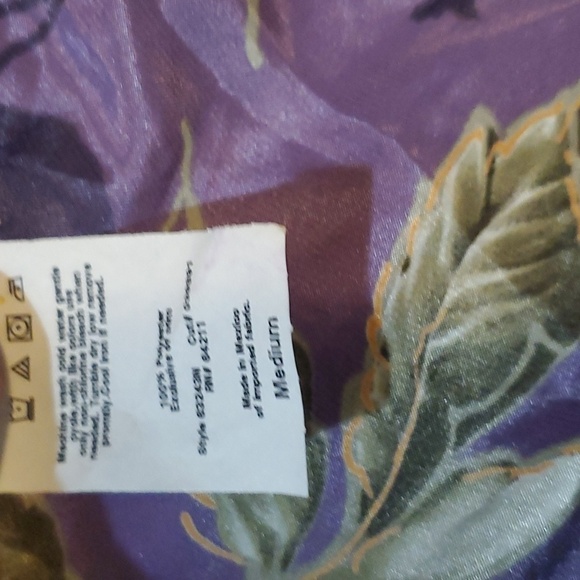 Medium
Made in Mexico
of imported fabric.
100% Polyester
Exclusive of
Style
RN# 64211
Machine wash cold water gentle
cycle with like colors use
only non-chlorine bleach when
needed. Tumble dry low remove
promptly. Cool iron if needed.